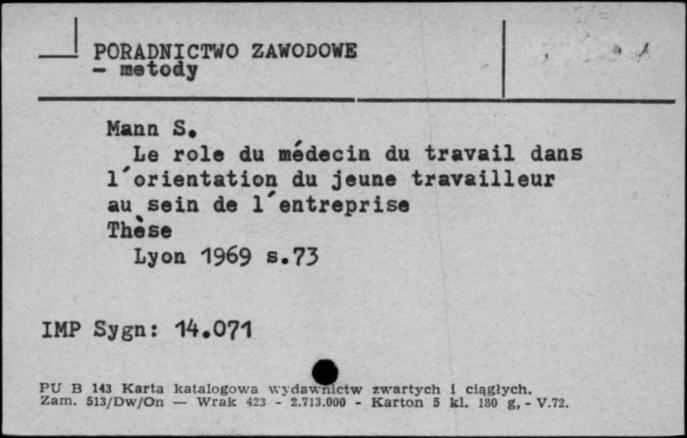 PORADNICTWO ZAWODOWE
- metody
Mann S.
Le role du médecin du travail dans
l'orientation du jeune travailleur
au sein de l'entreprise
Thèse
Lyon 1969 s.73
IMP Sygn: 14.071
PU B 143 Karta katalogowa wydawnictw zwartych i ciągłych.
Zam. 513/Dw/On — Wrak 423 - 2.713.000 - Karton 5 kl. 180 g, - V.72.